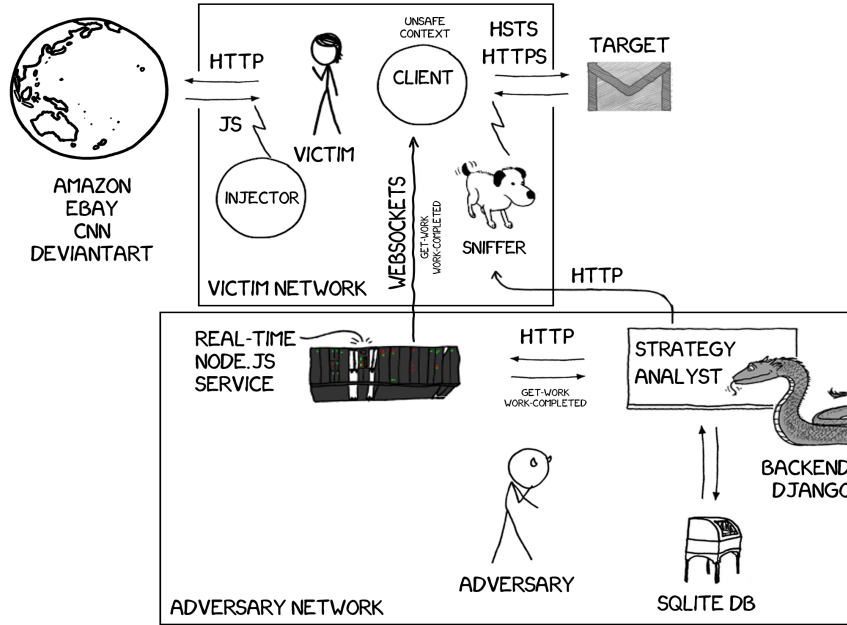 UNSAFE
CONTEXT
HSTS
HTTPS
TARGET
HTTP
CLIENT
JS
VICTIM
INJECTOR
AMAZON
EBAY
CNN
DEVIANTART
WEBSOCKETS
GET-WORK
WORK-COMPLETED
SNIFFER
VICTIM NETWORK
HTTP
REAL-TIME
NODE.JS
SERVICE
HTTP
GET-WORK
WORK-COMPLETED
STRATEGY
ANALYST
BACKEND
DJANGO
ADVERSARY
SQLITE DB
ADVERSARY NETWORK